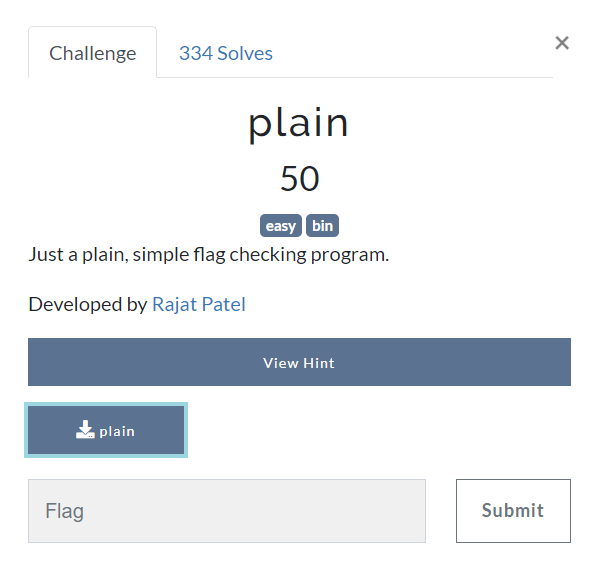 Challenge
334 Solves
×
plain
50
easy bin
Just a plain, simple flag checking program.
Developed by Rajat Patel
View Hint
plain
Flag
Submit